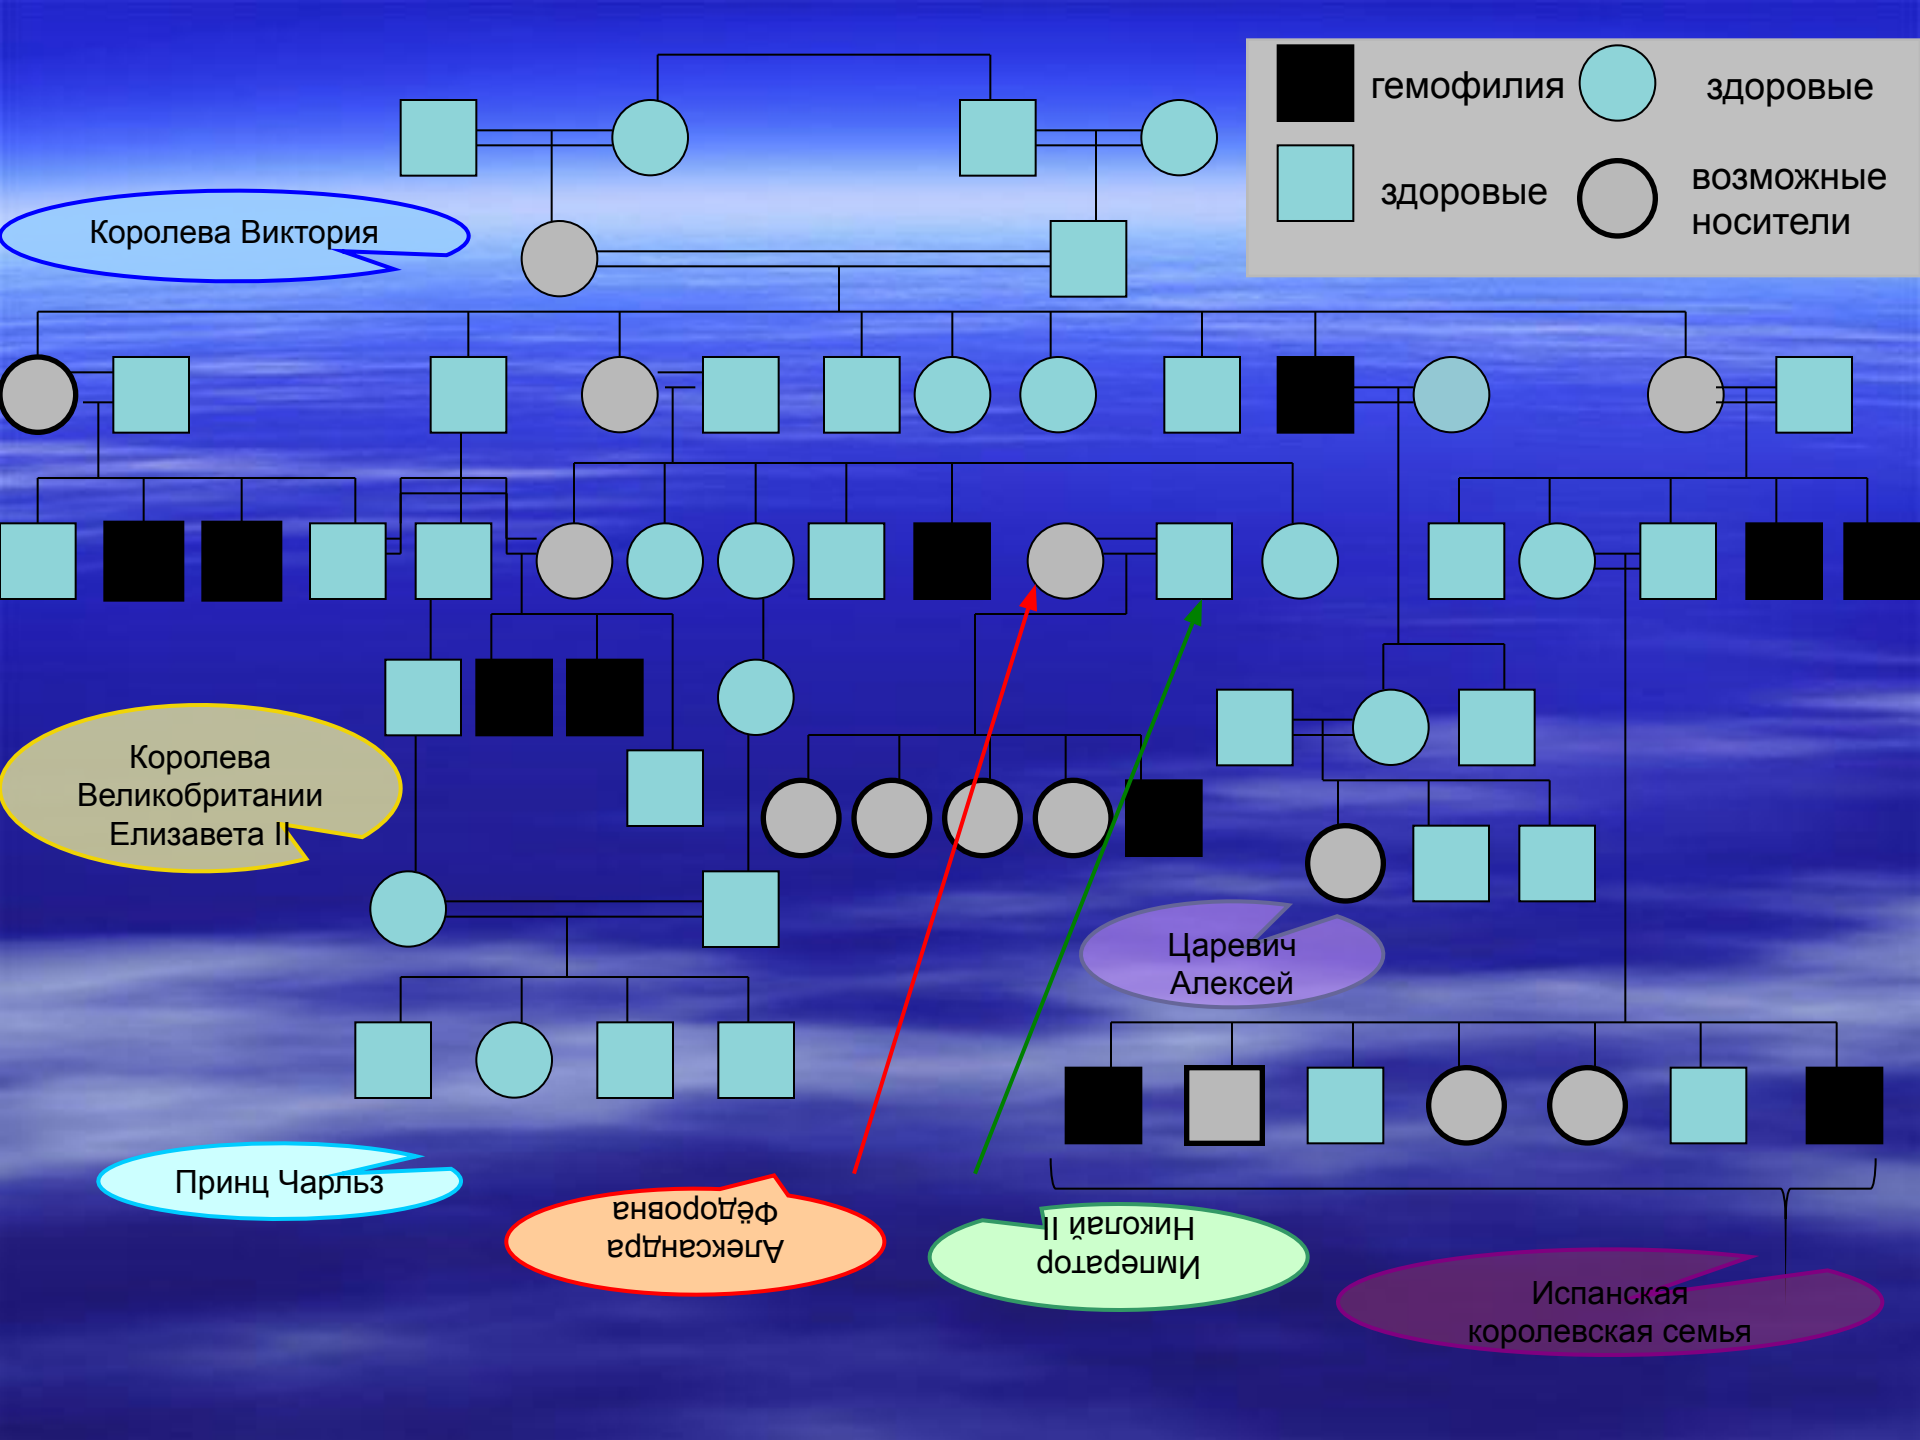 гемофилия
здоровые
здоровые
возможные
носители
Королева Виктория
Королева
Великобритании
Елизавета II
Царевич
Алексей
Принц Чарльз
Александра
Фёдоровна
Император
Николай II
Испанская
королевская семья